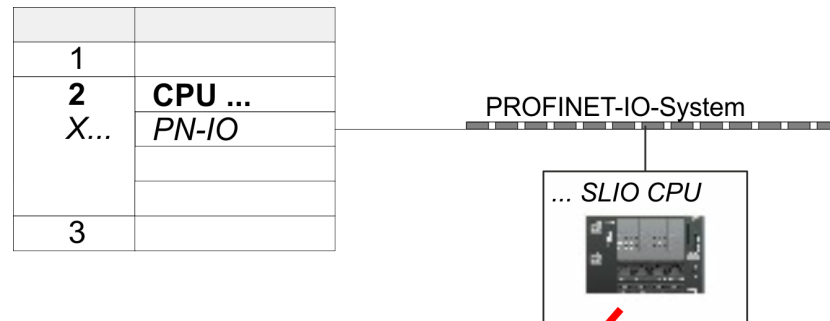 1
2 CPU ...
X... PN-IO
3
PROFINET-IO-System
... SLIO CPU